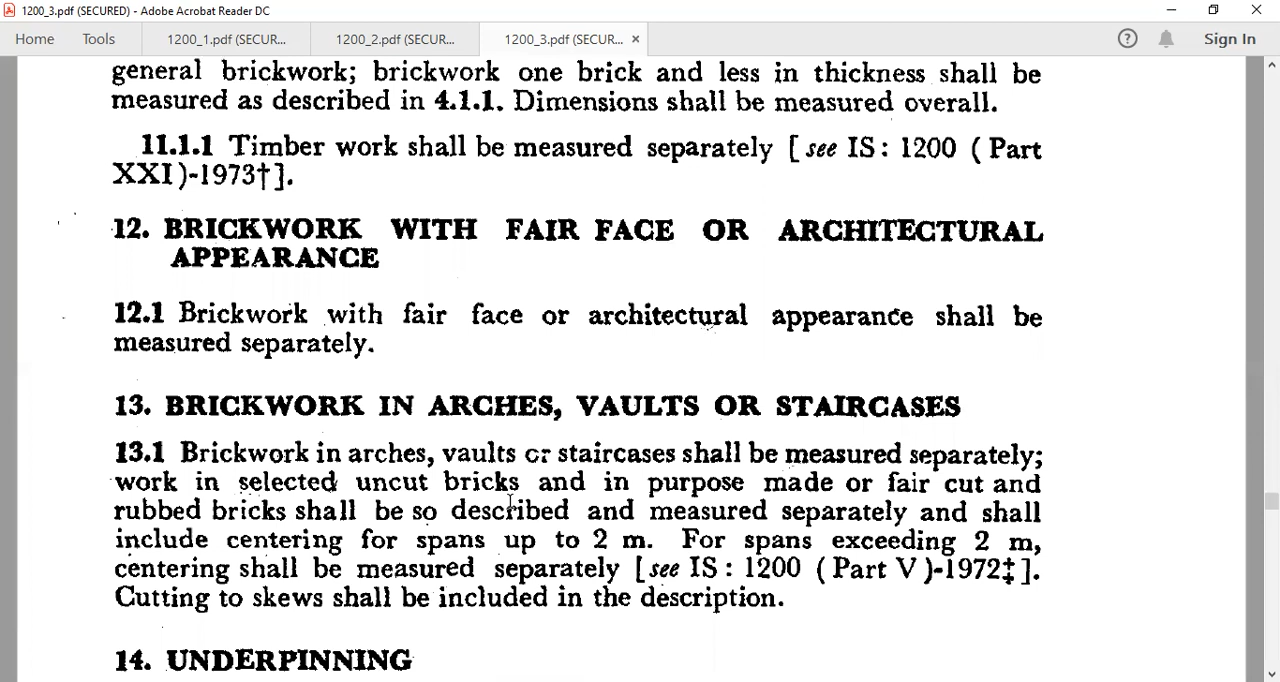 1200_3.pdf (SECURED) - Adobe Acrobat Reader DC
Home Tools 1200_1.pdf (SECUR... 1200_2.pdf (SECUR... 1200_3.pdf (SECUR... × ? Sign In
general brickwork; brickwork one brick and less in thickness shall be
measured as described in 4.1.1. Dimensions shall be measured overall.
11.1.1 Timber work shall be measured separately [ see IS : 1200 ( Part
XXI )-1973† ].
12. BRICKWORK WITH FAIR FACE OR ARCHITECTURAL
APPEARANCE
12.1 Brickwork with fair face or architectural appearance shall be
measured separately.
13. BRICKWORK IN ARCHES, VAULTS OR STAIRCASES
13.1 Brickwork in arches, vaults or staircases shall be measured separately;
work in selected uncut bricks and in purpose made or fair cut and
rubbed bricks shall be so described and measured separately and shall
include centering for spans up to 2 m. For spans exceeding 2 m,
centering shall be measured separately [ see IS : 1200 ( Part V )-1972‡ ].
Cutting to skews shall be included in the description.
14. UNDERPINNING